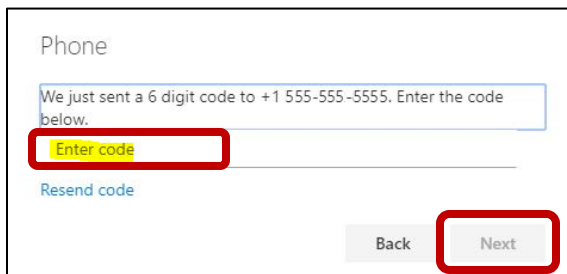 Phone
We just sent a 6 digit code to +1 555-555-5555. Enter the code
below.
Enter code
Resend code
Back Next